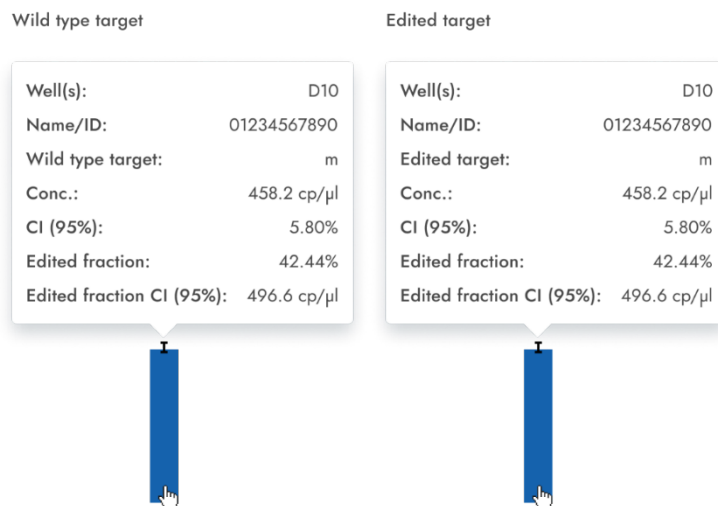 Wild type target
Well(s): D10
Name/ID: 01234567890
Wild type target: m
Conc.: 458.2 cp/µl
CI (95%): 5.80%
Edited fraction: 42.44%
Edited fraction CI (95%): 496.6 cp/µl
Edited target
Well(s): D10
Name/ID: 01234567890
Edited target: m
Conc.: 458.2 cp/µl
CI (95%): 5.80%
Edited fraction: 42.44%
Edited fraction CI (95%): 496.6 cp/µl